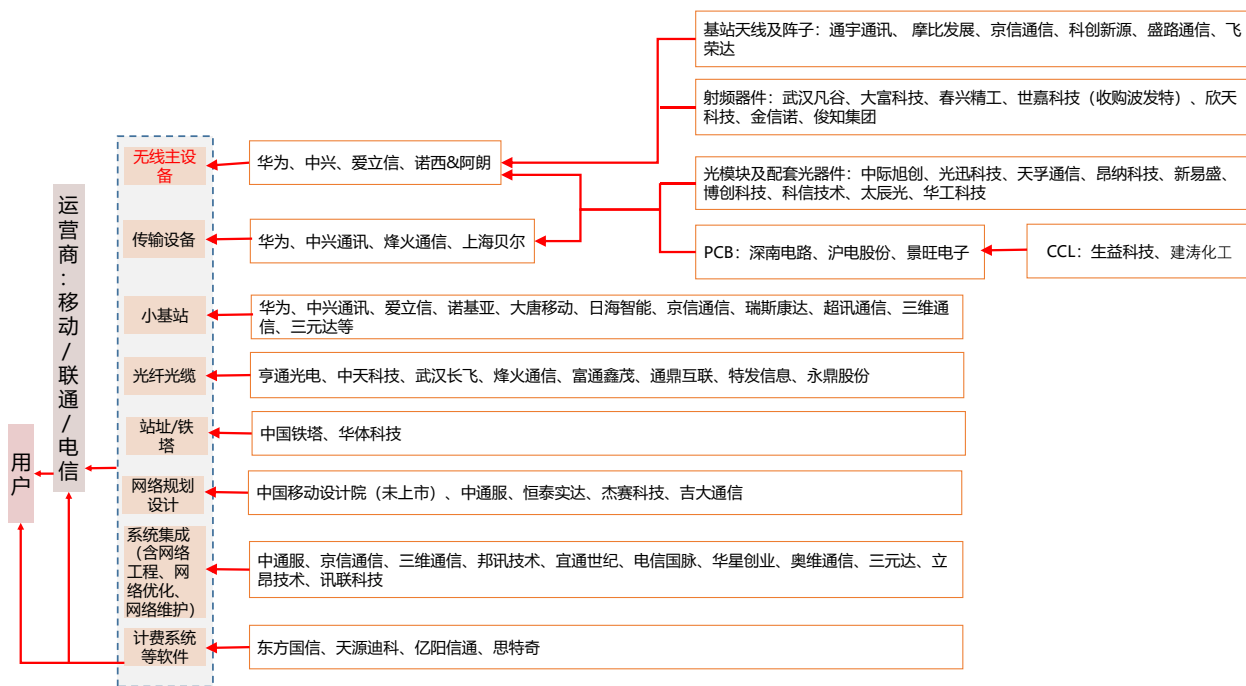 基站天线及阵子：通宇通讯、 摩比发展、京信通信、科创新源、盛路通信、飞
荣达
射频器件：武汉凡谷、大富科技、春兴精工、世嘉科技（收购波发特）、欣天
科技、金信诺、俊知集团
无线主设
备
华为、中兴、爱立信、诺西&阿朗
光模块及配套光器件：中际旭创、光迅科技、天孚通信、昂纳科技、新易盛、
博创科技、科信技术、太辰光、华工科技
传输设备
华为、中兴通讯、烽火通信、上海贝尔
PCB：深南电路、沪电股份、景旺电子
CCL：生益科技、建涛化工
小基站
华为、中兴通讯、爱立信、诺基亚、大唐移动、日海智能、京信通信、瑞斯康达、超讯通信、三维通
信、三元达等
光纤光缆
亨通光电、中天科技、武汉长飞、烽火通信、富通鑫茂、通鼎互联、特发信息、永鼎股份
站址/铁
塔
中国铁塔、华体科技
网络规划
设计
中国移动设计院（未上市）、中通服、恒泰实达、杰赛科技、吉大通信
系统集成
（含网络
工程、网
络优化、
网络维护）
中通服、京信通信、三维通信、邦讯技术、宜通世纪、电信国脉、华星创业、奥维通信、三元达、立
昂技术、讯联科技
计费系统
等软件
东方国信、天源迪科、亿阳信通、思特奇
运营商：移动/联通/电信
用户